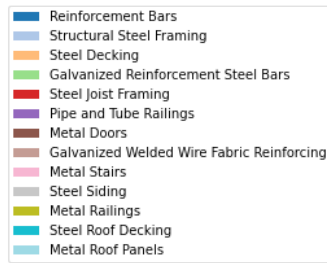 Reinforcement Bars
Structural Steel Framing
Steel Decking
Galvanized Reinforcement Steel Bars
Steel Joist Framing
Pipe and Tube Railings
Metal Doors
Galvanized Welded Wire Fabric Reinforcing
Metal Stairs
Steel Siding
Metal Railings
Steel Roof Decking
Metal Roof Panels